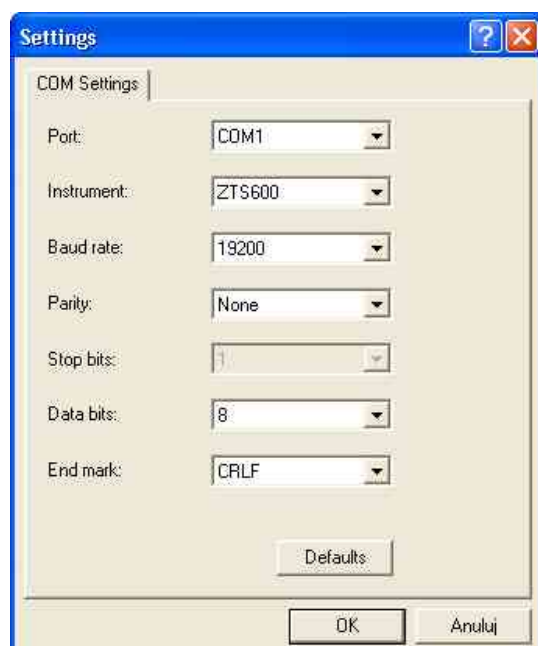 Settings
COM Settings
Port: COM1
Instrument: ZTS600
Baud rate: 19200
Parity: None
Stop bits: 1
Data bits: 8
End mark: CRLF
Defaults
OK Anuluj